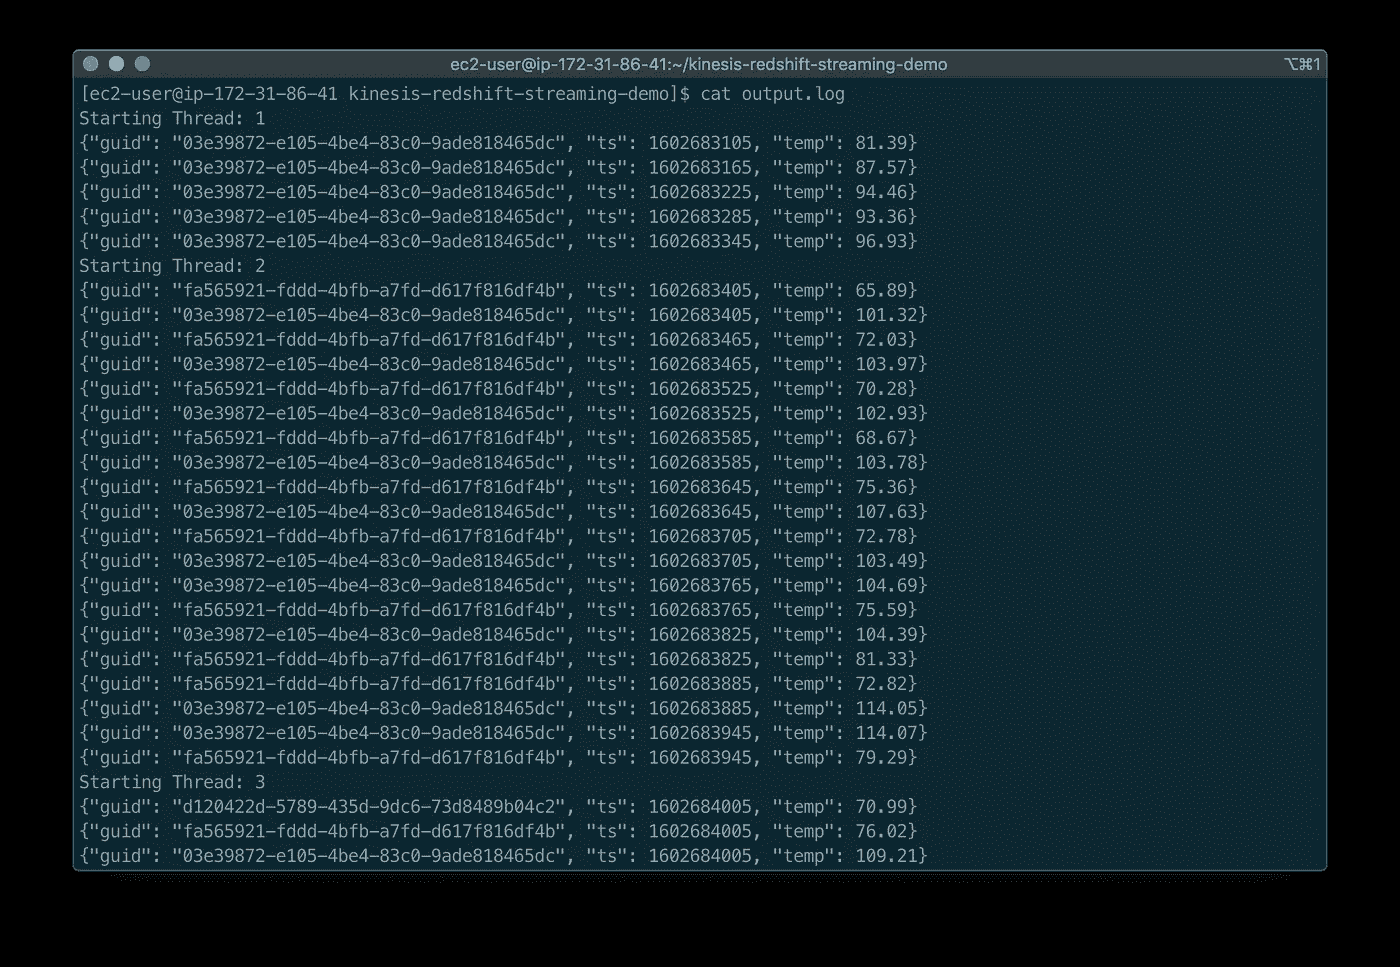 ec2-user@ip-172-31-86-41:~/kinesis-redshift-streaming-demo ⌥⌘1
[ec2-user@ip-172-31-86-41 kinesis-redshift-streaming-demo]$ cat output.log
Starting Thread: 1
{"guid": "03e39872-e105-4be4-83c0-9ade818465dc", "ts": 1602683105, "temp": 81.39}
{"guid": "03e39872-e105-4be4-83c0-9ade818465dc", "ts": 1602683165, "temp": 87.57}
{"guid": "03e39872-e105-4be4-83c0-9ade818465dc", "ts": 1602683225, "temp": 94.46}
{"guid": "03e39872-e105-4be4-83c0-9ade818465dc", "ts": 1602683285, "temp": 93.36}
{"guid": "03e39872-e105-4be4-83c0-9ade818465dc", "ts": 1602683345, "temp": 96.93}
Starting Thread: 2
{"guid": "fa565921-fddd-4bfb-a7fd-d617f816df4b", "ts": 1602683405, "temp": 65.89}
{"guid": "03e39872-e105-4be4-83c0-9ade818465dc", "ts": 1602683405, "temp": 101.32}
{"guid": "fa565921-fddd-4bfb-a7fd-d617f816df4b", "ts": 1602683465, "temp": 72.03}
{"guid": "03e39872-e105-4be4-83c0-9ade818465dc", "ts": 1602683465, "temp": 103.97}
{"guid": "fa565921-fddd-4bfb-a7fd-d617f816df4b", "ts": 1602683525, "temp": 70.28}
{"guid": "03e39872-e105-4be4-83c0-9ade818465dc", "ts": 1602683525, "temp": 102.93}
{"guid": "fa565921-fddd-4bfb-a7fd-d617f816df4b", "ts": 1602683585, "temp": 68.67}
{"guid": "03e39872-e105-4be4-83c0-9ade818465dc", "ts": 1602683585, "temp": 103.78}
{"guid": "fa565921-fddd-4bfb-a7fd-d617f816df4b", "ts": 1602683645, "temp": 75.36}
{"guid": "03e39872-e105-4be4-83c0-9ade818465dc", "ts": 1602683645, "temp": 107.63}
{"guid": "fa565921-fddd-4bfb-a7fd-d617f816df4b", "ts": 1602683705, "temp": 72.78}
{"guid": "03e39872-e105-4be4-83c0-9ade818465dc", "ts": 1602683705, "temp": 103.49}
{"guid": "03e39872-e105-4be4-83c0-9ade818465dc", "ts": 1602683765, "temp": 104.69}
{"guid": "fa565921-fddd-4bfb-a7fd-d617f816df4b", "ts": 1602683765, "temp": 75.59}
{"guid": "03e39872-e105-4be4-83c0-9ade818465dc", "ts": 1602683825, "temp": 104.39}
{"guid": "fa565921-fddd-4bfb-a7fd-d617f816df4b", "ts": 1602683825, "temp": 81.33}
{"guid": "fa565921-fddd-4bfb-a7fd-d617f816df4b", "ts": 1602683885, "temp": 72.82}
{"guid": "03e39872-e105-4be4-83c0-9ade818465dc", "ts": 1602683885, "temp": 114.05}
{"guid": "03e39872-e105-4be4-83c0-9ade818465dc", "ts": 1602683945, "temp": 114.07}
{"guid": "fa565921-fddd-4bfb-a7fd-d617f816df4b", "ts": 1602683945, "temp": 79.29}
Starting Thread: 3
{"guid": "d120422d-5789-435d-9dc6-73d8489b04c2", "ts": 1602684005, "temp": 70.99}
{"guid": "fa565921-fddd-4bfb-a7fd-d617f816df4b", "ts": 1602684005, "temp": 76.02}
{"guid": "03e39872-e105-4be4-83c0-9ade818465dc", "ts": 1602684005, "temp": 109.21}